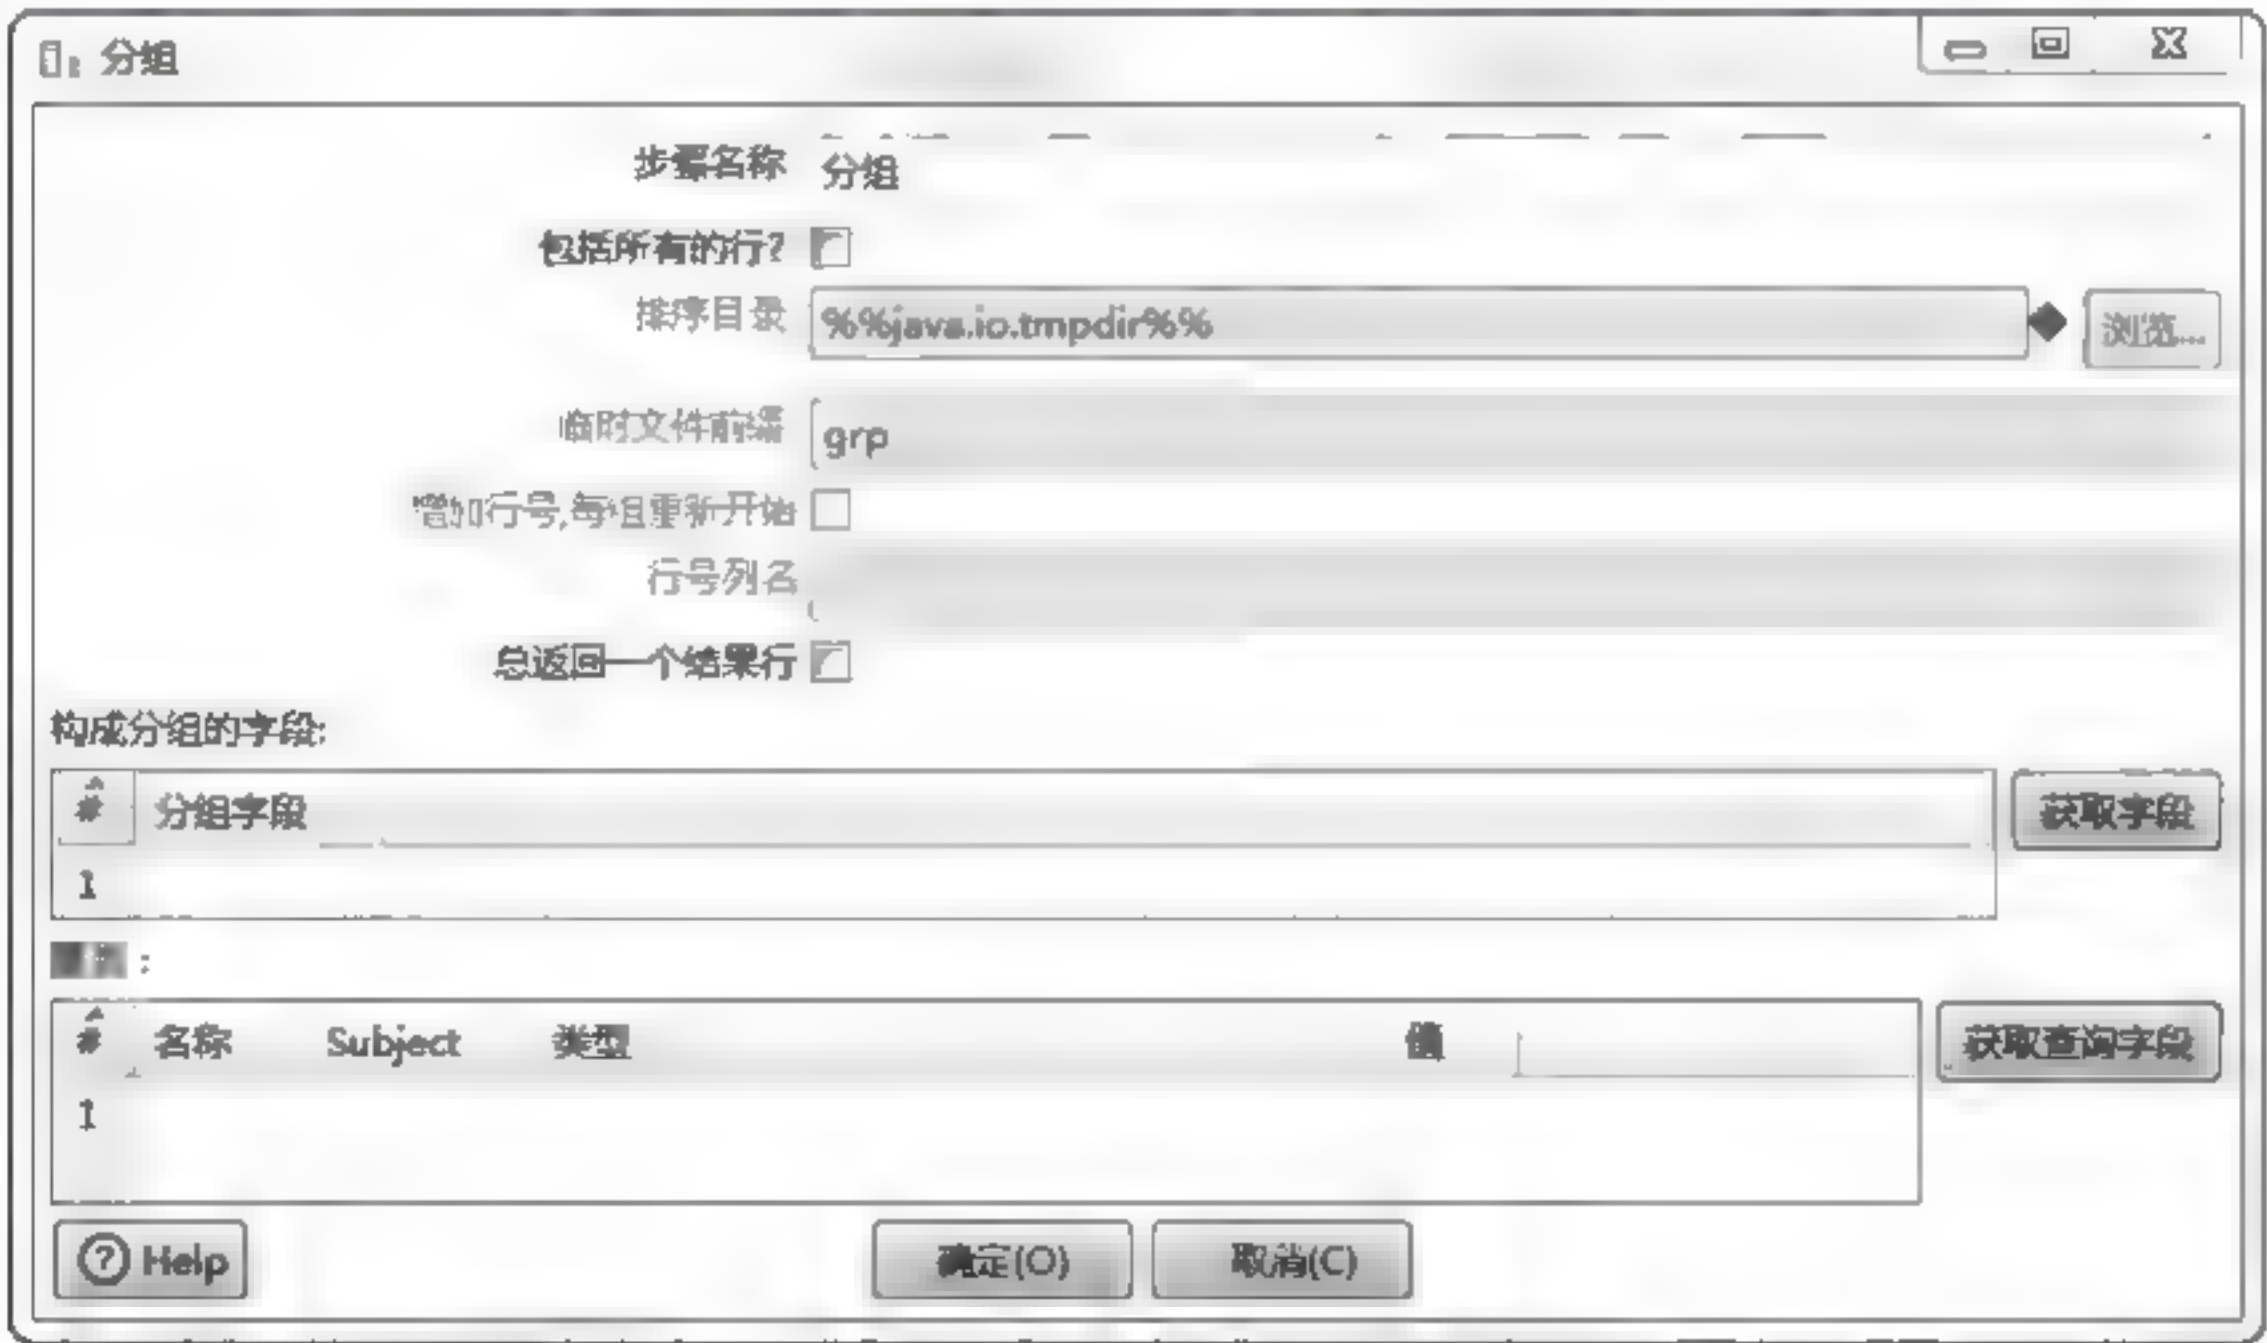 分组
步骤名称 分组
包括所有的行?
排序目录 %%java.io.tmpdir%% 浏览...
临时文件前缀 grp
增加行号,每组重新开始
行号列名
总返回一个结果行
构成分组的字段:
# 分组字段 获取字段
1
:
# 名称 Subject 类型 值 获取查询字段
1
Help 确定(O) 取消(C)